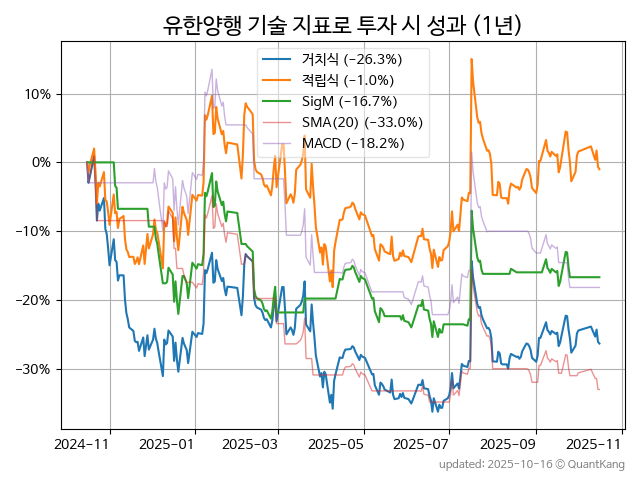 유한양행 기술 지표로 투자 시 성과 (1년)
거치식 (−26.3%)
적립식 (−1.0%)
SigM (−16.7%)
SMA(20) (−33.0%)
MACD (−18.2%)
10%
0%
−10%
−20%
−30%
2024-11
2025-01
2025-03
2025-05
2025-07
2025-09
2025-11
updated: 2025-10-16 © QuantKang